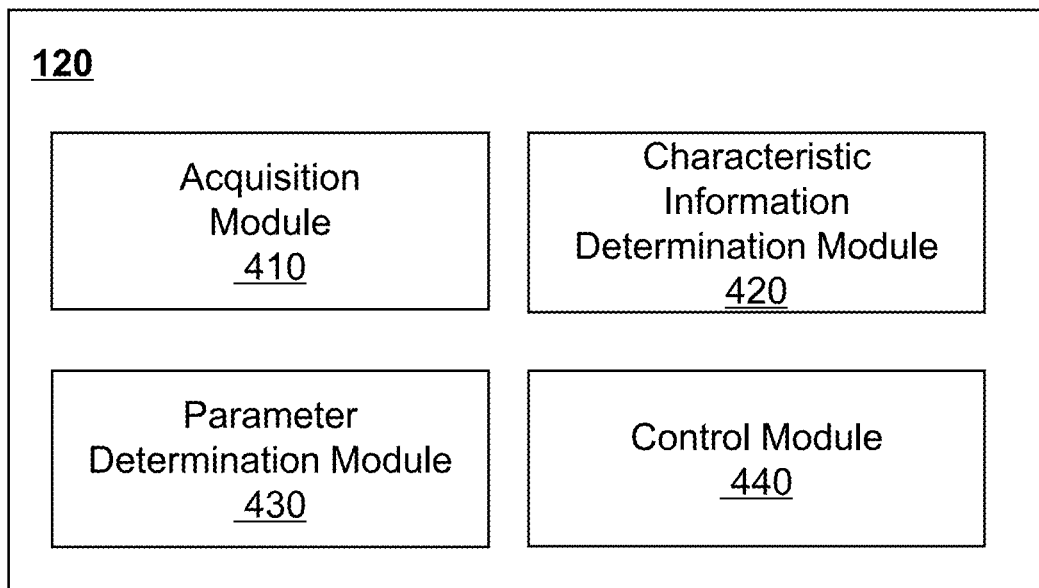 120
Acquisition
Module
410
Characteristic
Information
Determination Module
420
Parameter
Determination Module
430
Control Module
440